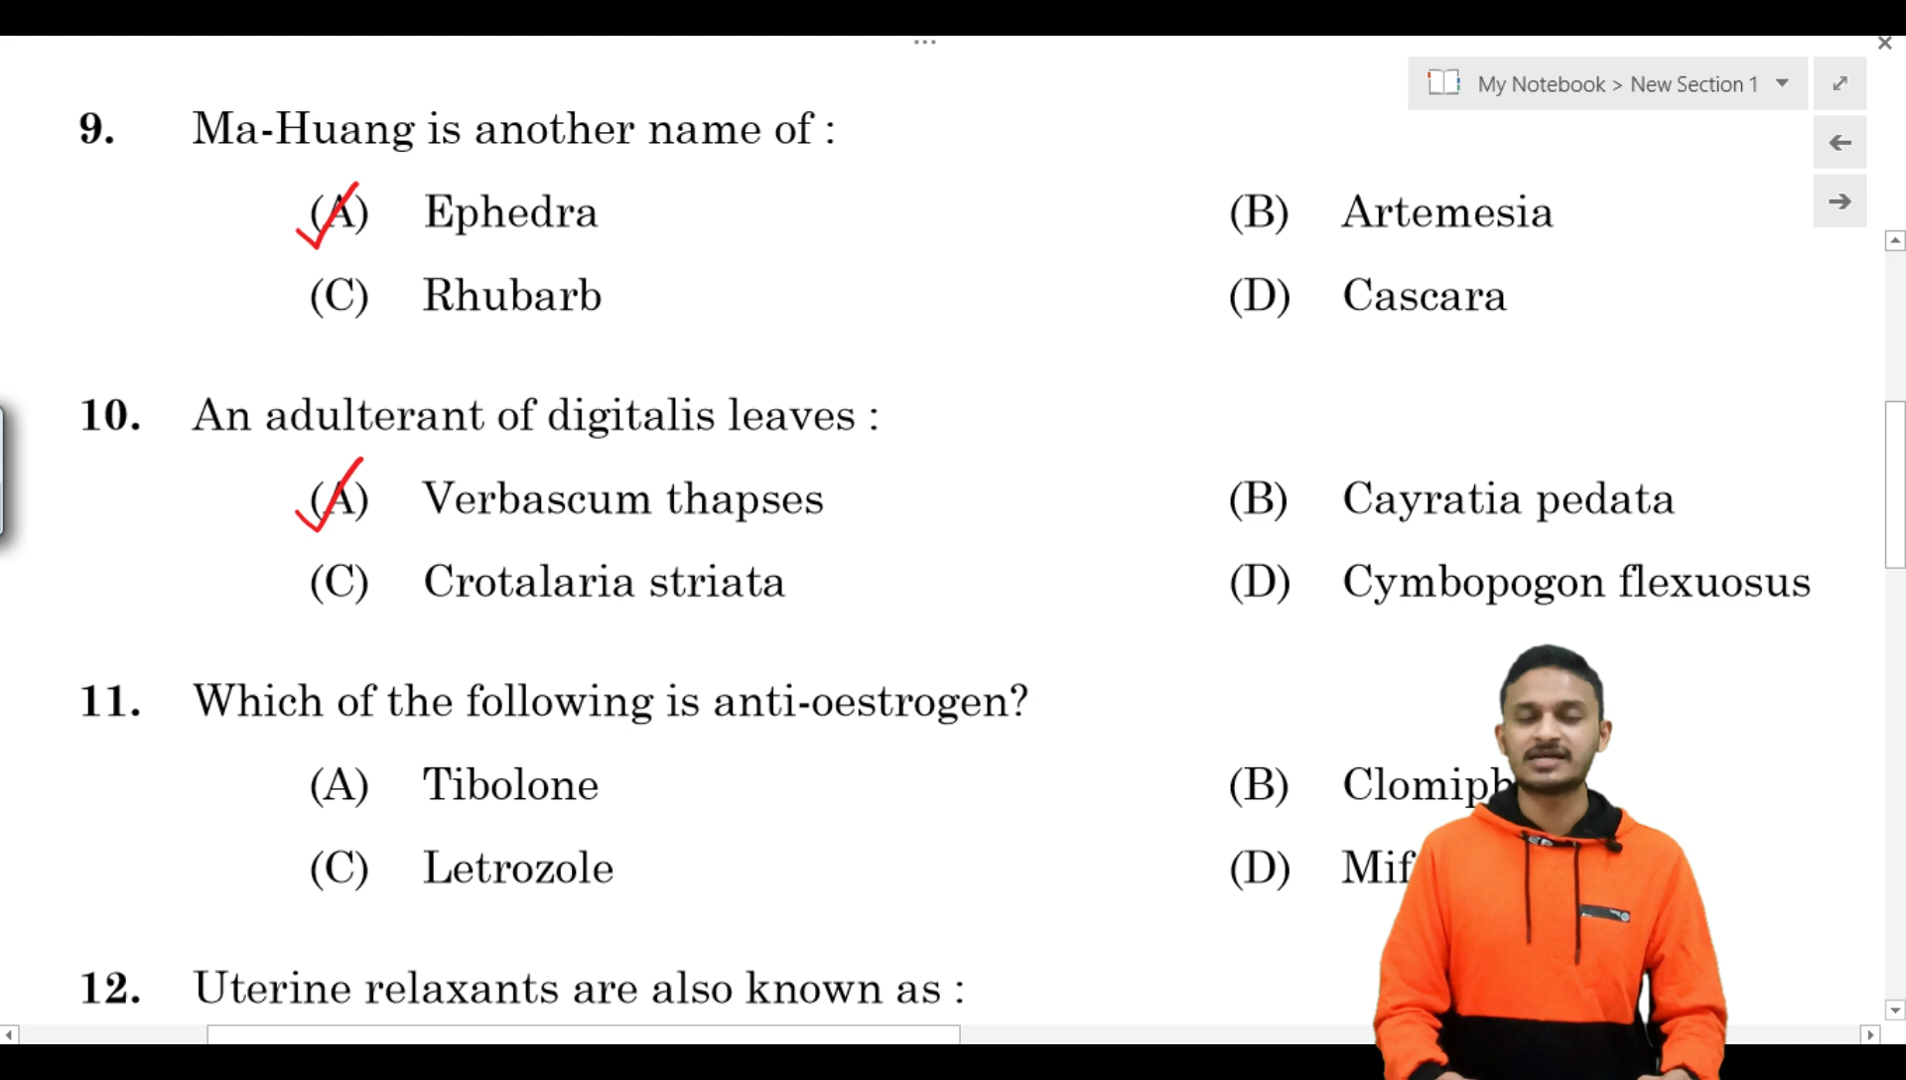 ...
My Notebook > New Section 1
9. Ma-Huang is another name of :
(A) Ephedra (B) Artemesia
(C) Rhubarb (D) Cascara
10. An adulterant of digitalis leaves :
(A) Verbascum thapses (B) Cayratia pedata
(C) Crotalaria striata (D) Cymbopogon flexuosus
11. Which of the following is anti-oestrogen?
(A) Tibolone (B)
(C) Letrozole (D)
12. Uterine relaxants are also known as :